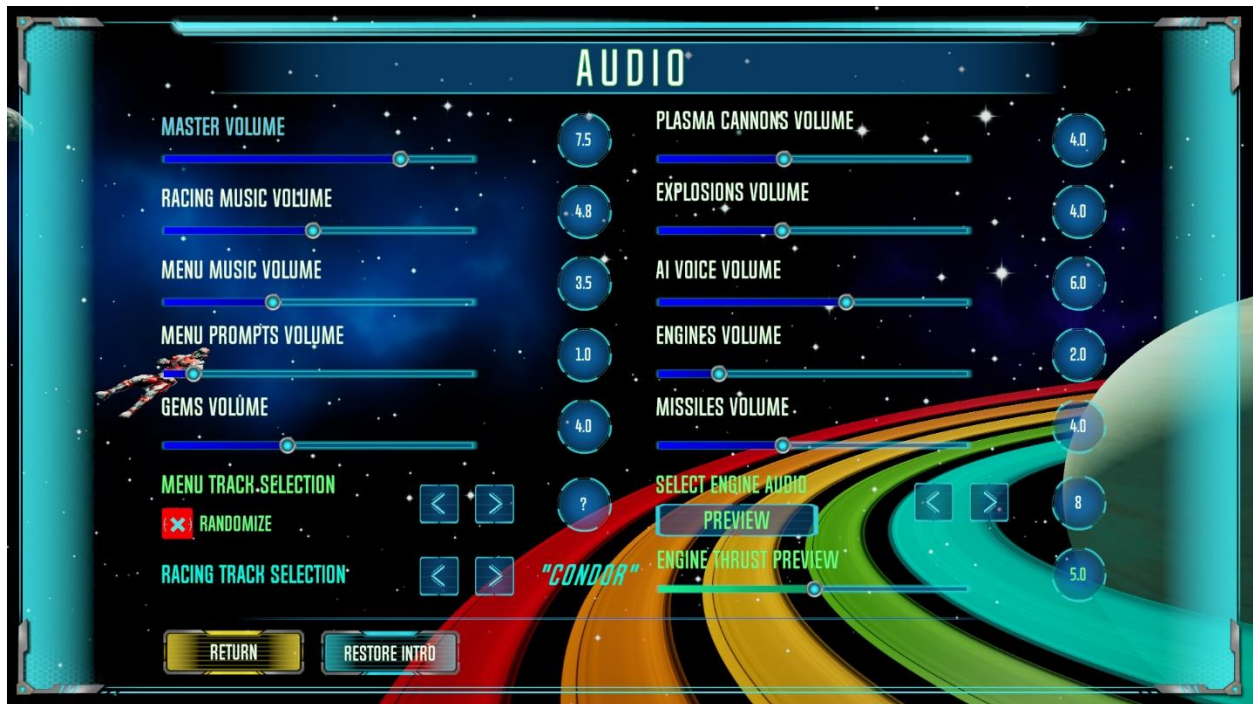 AUDIO
MASTER VOLUME
7.5
RACING MUSIC VOLUME
4.8
MENU MUSIC VOLUME
3.5
MENU PROMPTS VOLUME
1.0
GEMS VOLUME
4.0
MENU TRACK SELECTION
< >
?
RANDOMIZE
RACING TRACK SELECTION
< >
"CONDOR"
PLASMA CANNONS VOLUME
4.0
EXPLOSIONS VOLUME
4.0
AI VOICE VOLUME
6.0
ENGINES VOLUME
2.0
MISSILES VOLUME
4.0
SELECT ENGINE AUDIO
< >
8
PREVIEW
ENGINE THRUST PREVIEW
5.0
RETURN
RESTORE INTRO